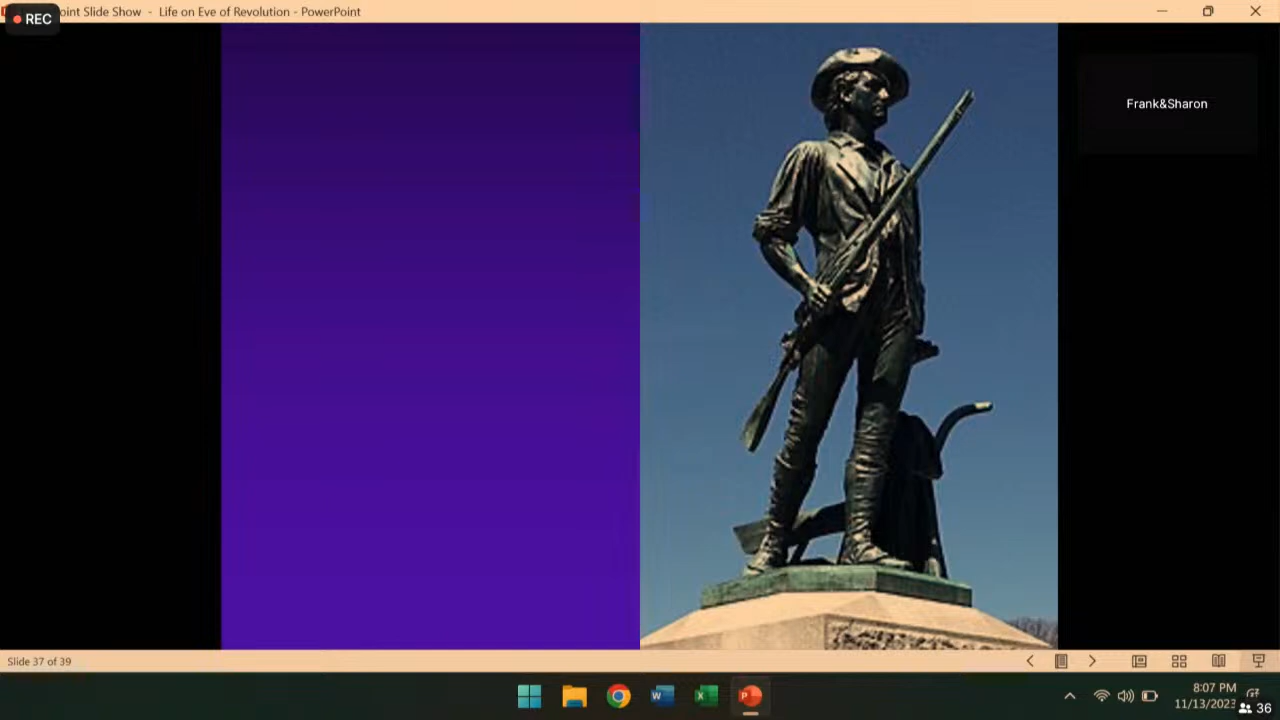 REC
oint Slide Show - Life on Eve of Revolution - PowerPoint
Frank&Sharon
Slide 37 of 39
8:07 PM
11/13/2023
36